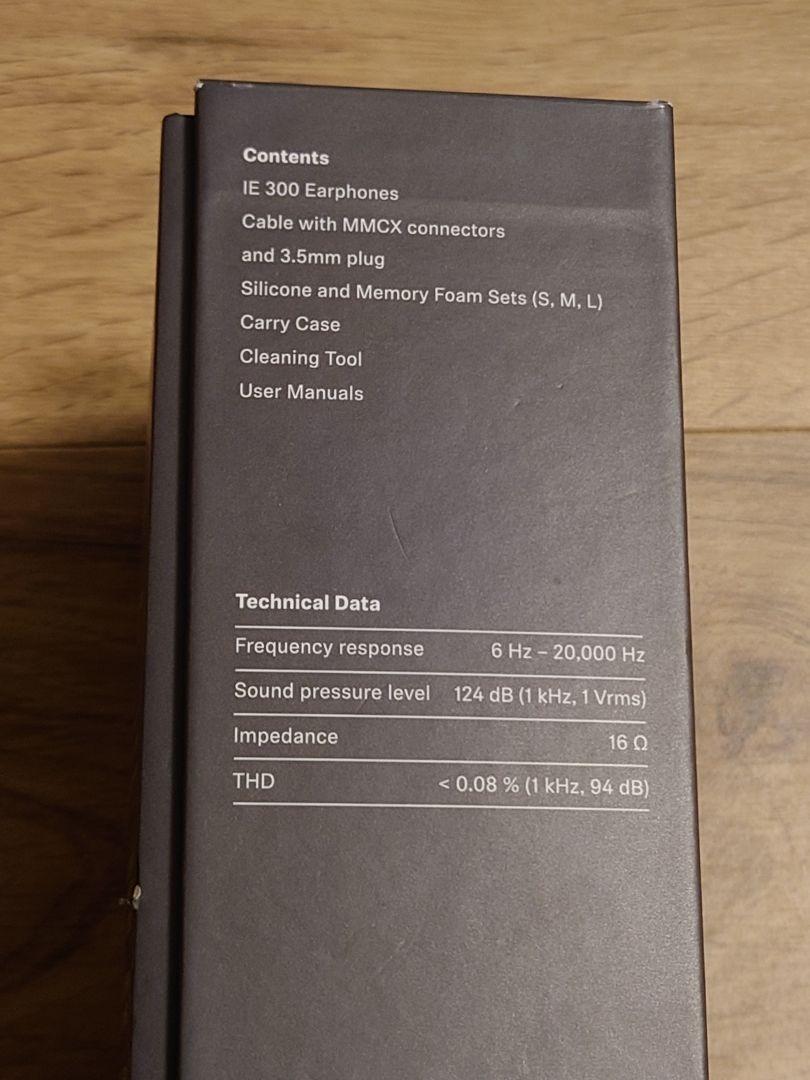 Contents
IE 300 Earphones
Cable with MMCX connectors
and 3.5mm plug
Silicone and Memory Foam Sets (S, M, L)
Carry Case
Cleaning Tool
User Manuals
Technical Data
Frequency response 6 Hz – 20,000 Hz
Sound pressure level 124 dB (1 kHz, 1 Vrms)
Impedance 16 Ω
THD < 0.08 % (1 kHz, 94 dB)